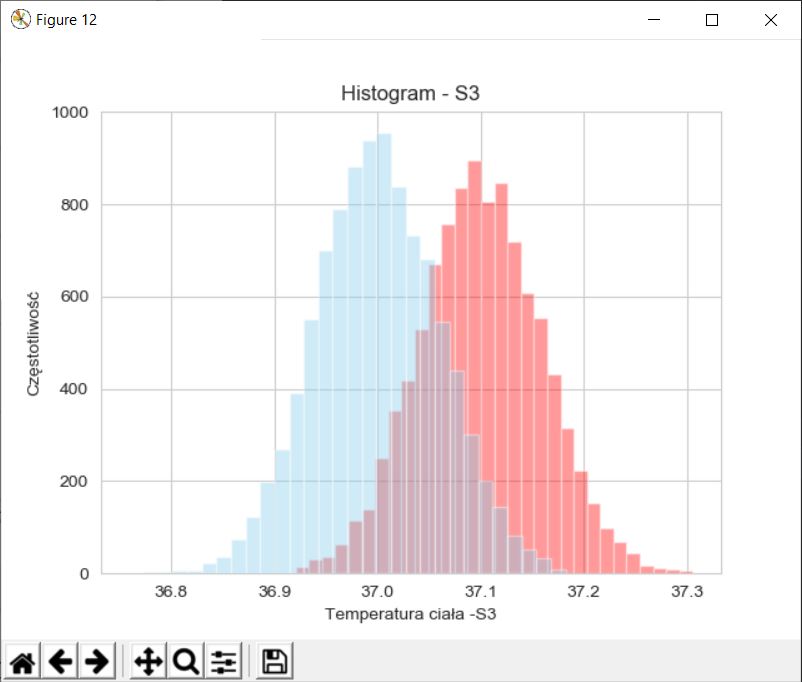 Figure 12
Histogram - S3
1000
800
600
400
200
0
Częstotliwość
36.8 36.9 37.0 37.1 37.2 37.3
Temperatura ciała -S3